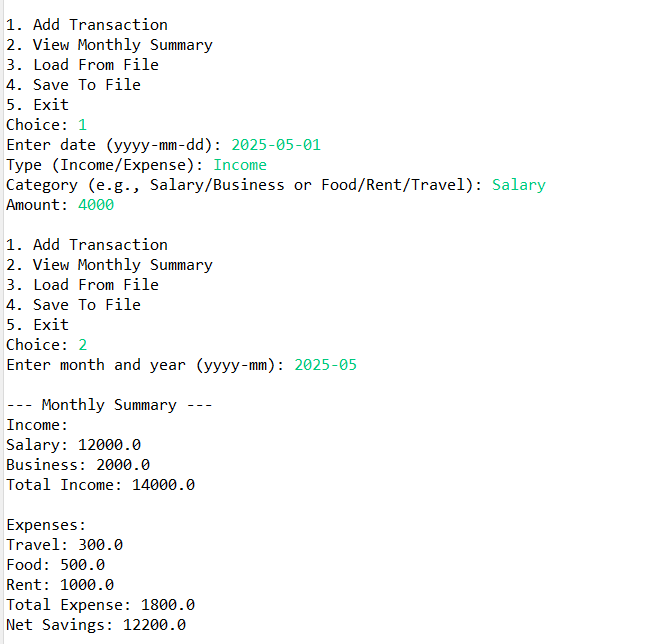 1. Add Transaction
2. View Monthly Summary
3. Load From File
4. Save To File
5. Exit
Choice: 1
Enter date (yyyy-mm-dd): 2025-05-01
Type (Income/Expense): Income
Category (e.g., Salary/Business or Food/Rent/Travel): Salary
Amount: 4000
1. Add Transaction
2. View Monthly Summary
3. Load From File
4. Save To File
5. Exit
Choice: 2
Enter month and year (yyyy-mm): 2025-05
--- Monthly Summary ---
Income:
Salary: 12000.0
Business: 2000.0
Total Income: 14000.0
Expenses:
Travel: 300.0
Food: 500.0
Rent: 1000.0
Total Expense: 1800.0
Net Savings: 12200.0